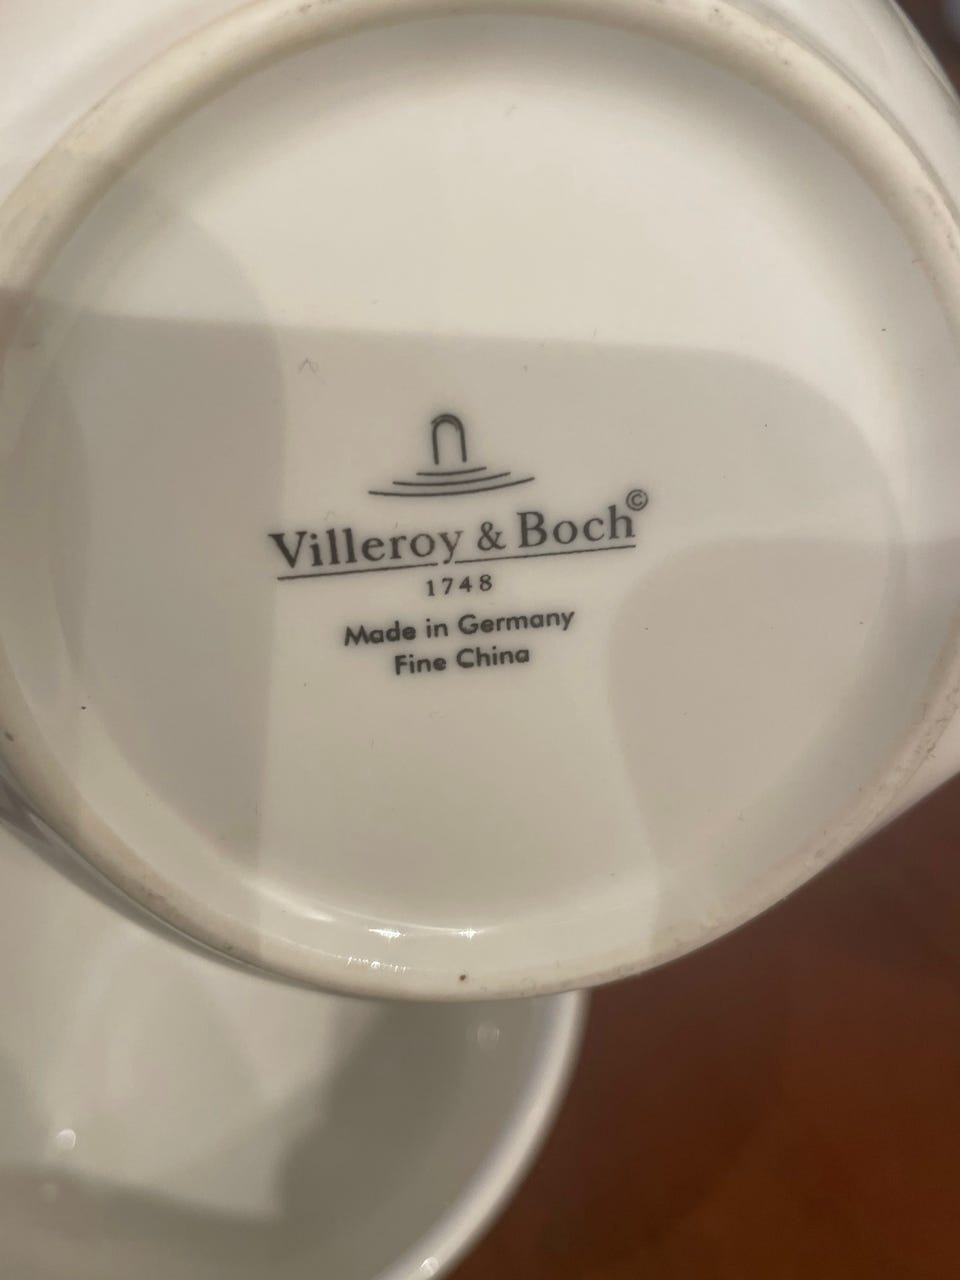 Villeroy & Boch©
1748
Made in Germany
Fine China